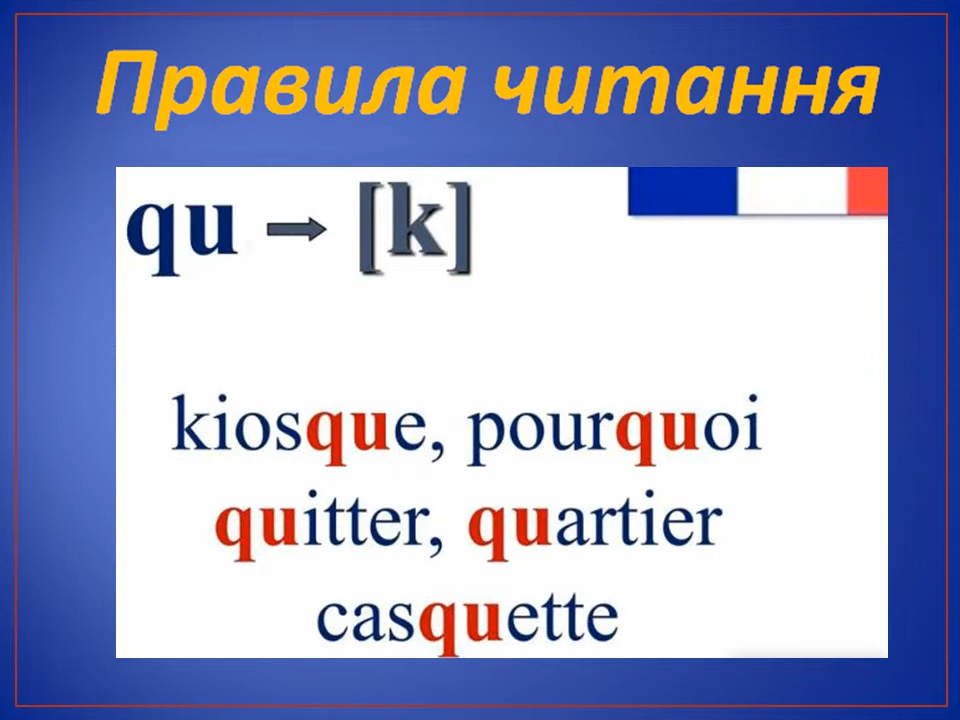 Правила читання
qu → [k]
kiosque, pourquoi
quitter, quartier
casquette